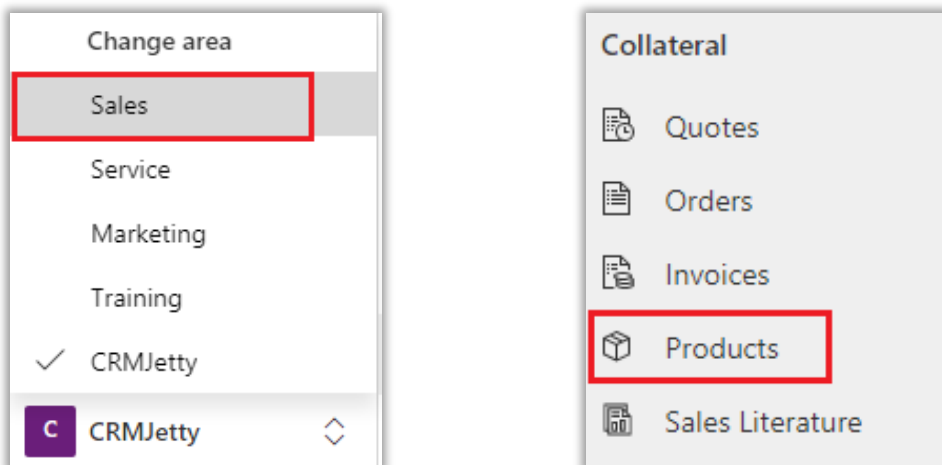 Change area
Sales
Service
Marketing
Training
CRMJetty
C CRMJetty
Collateral
Quotes
Orders
Invoices
Products
Sales Literature